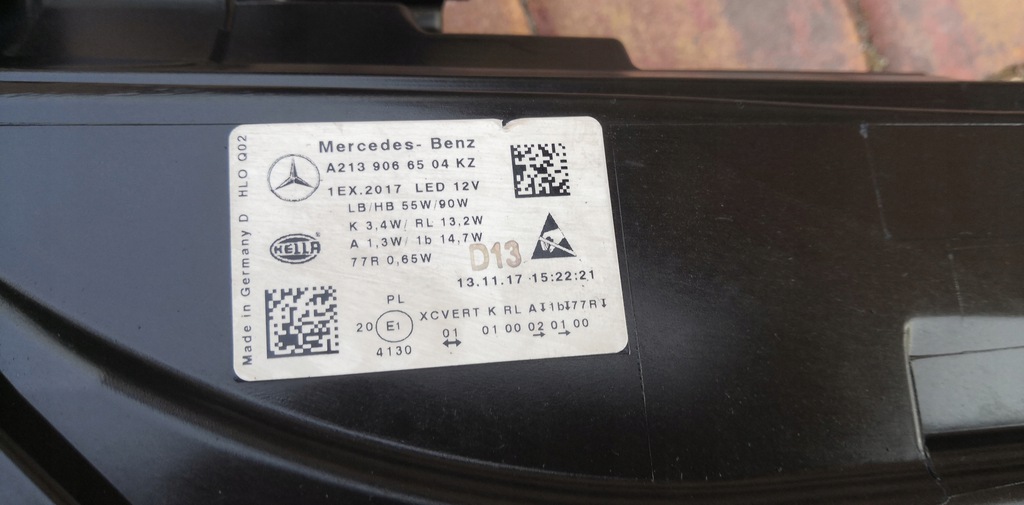 Mercedes- Benz
A213 906 65 04 KZ
1EX.2017 LED 12V
LB/HB 55W/90W
K 3,4W/ RL 13,2W
A 1,3W/ 1b 14,7W
77R 0,65W
HELLA
D13
13.11.17 15:22:21
PL
20 E1
4130
XCVERT K RL A↧1b↧77R↧
01 01 00 02 01 00
Made in Germany D HLO Q02